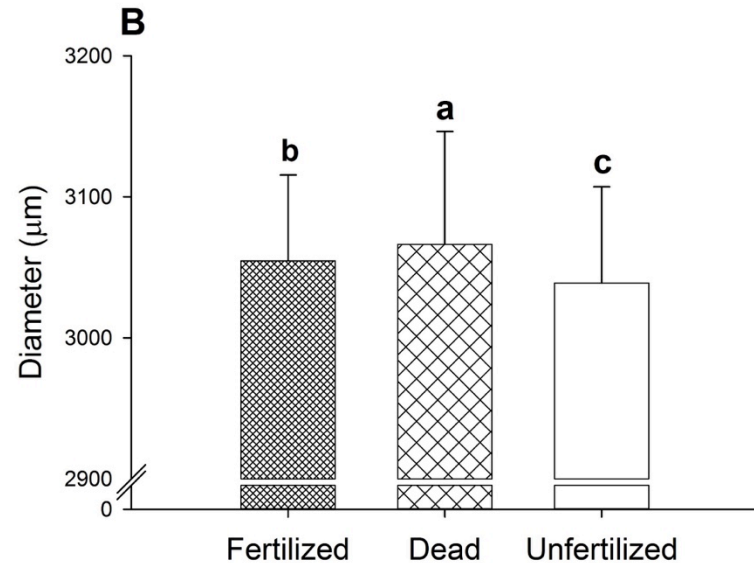 B
3200
3100
3000
2900
0
Diameter (μm)
b
a
c
Fertilized Dead Unfertilized